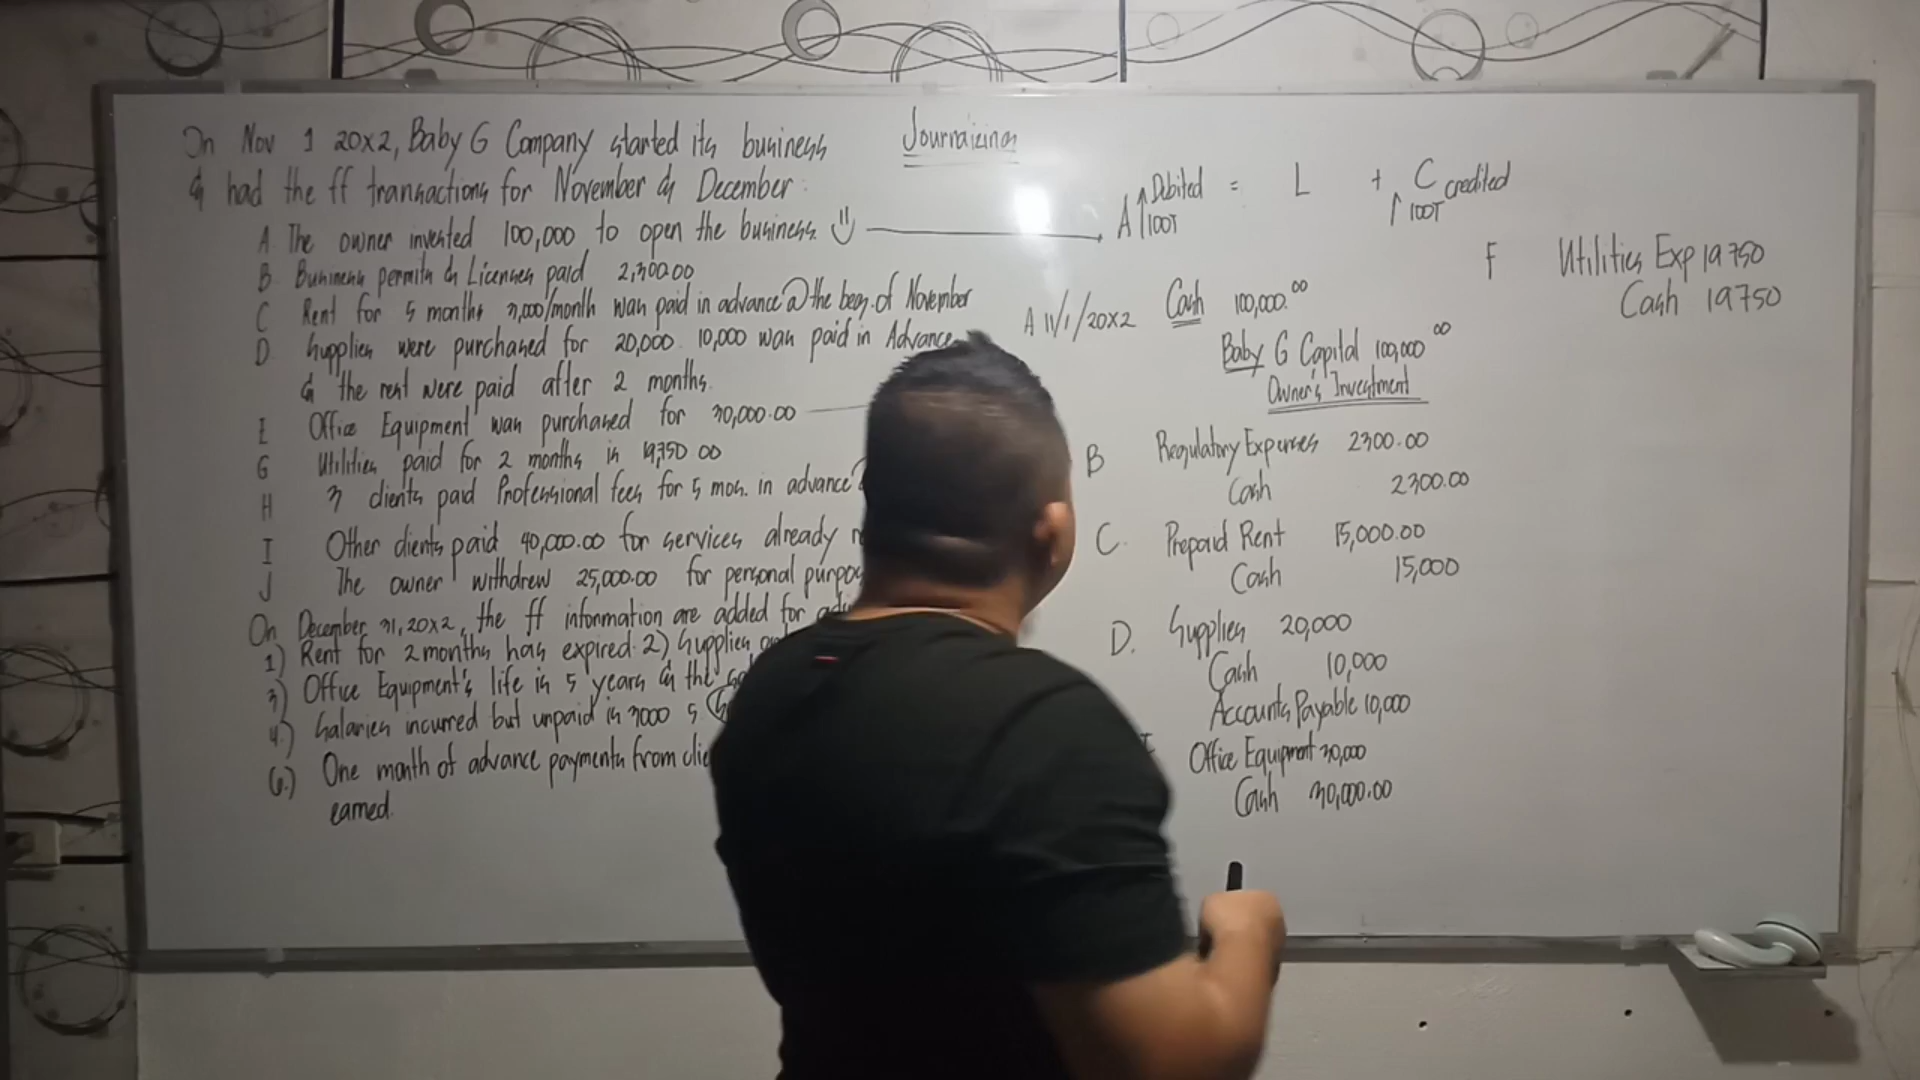 On Nov 1 20x2, Baby G Company started its business
& had the ff transactions for November & December:
A The owner invested 100,000 to open the business.
B Business permits & Licenses paid 2,300.00
C Rent for 5 months 3,000/month was paid in advance @ the beg. of November
D Supplies were purchased for 20,000. 10,000 was paid in Advance
& the rest were paid after 2 months.
E Office Equipment was purchased for 30,000.00
G Utilities paid for 2 months is 19,750 00
H 3 clients paid Professional fees for 5 mos. in advance
I Other clients paid 40,000.00 for services already
J The owner withdrew 25,000.00 for personal
On December 31, 20x2, the ff information are added for
1) Rent for 2 months has expired. 2) Supplies
3) Office Equipment's life is 5 years & the
4.) Salaries incurred but unpaid is 3000 5
6.) One month of advance payments from
earned.
Journalizing
A Debited 100T = L + C credited 100T
A 11/1/20x2 Cash 100,000.00
Baby G Capital 100,000 00
Owner's Investment
B Regulatory Expenses 2300.00
Cash 2300.00
C. Prepaid Rent 15,000.00
Cash 15,000
D. Supplies 20,000
Cash 10,000
Accounts Payable 10,000
Office Equipment 30,000
Cash 30,000.00
F Utilities Exp 19 750
Cash 19750